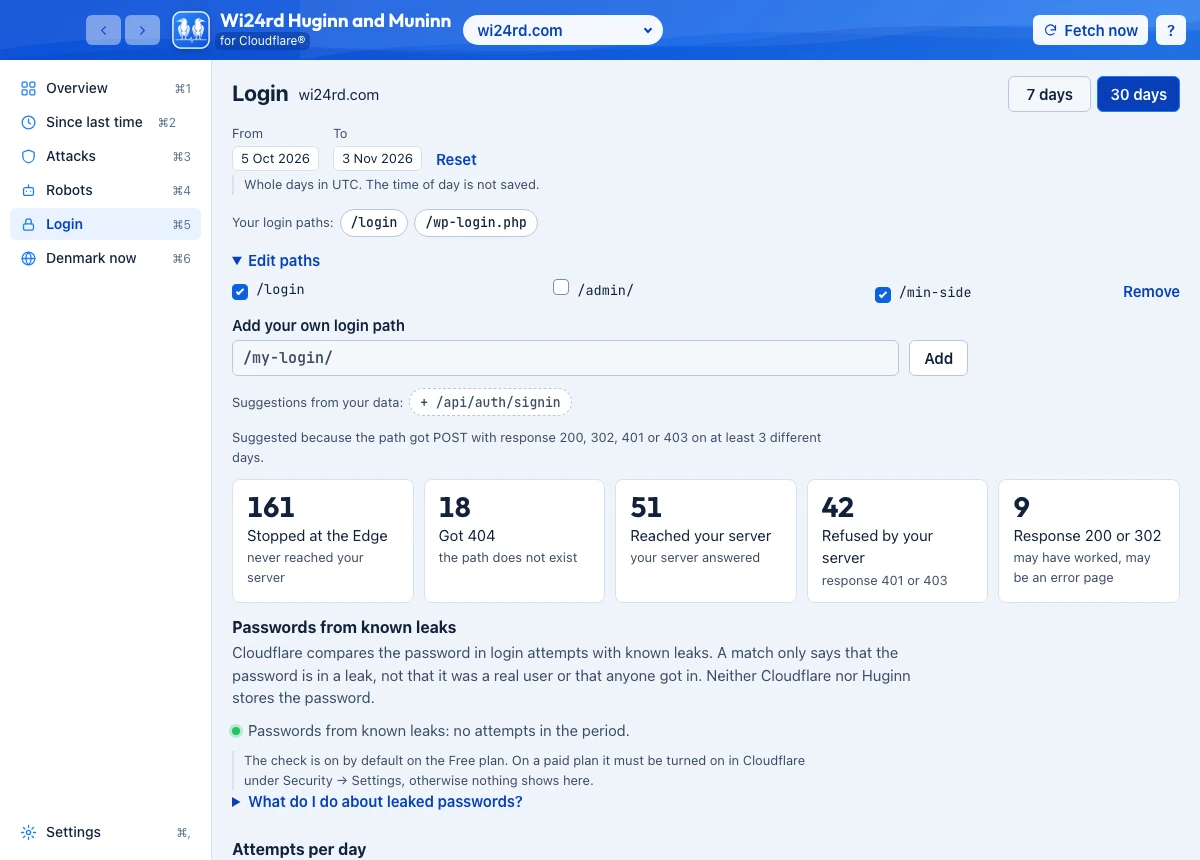 Wi24rd Huginn and Muninn
for Cloudflare®
wi24rd.com
Fetch now
?
Overview ⌘1
Since last time ⌘2
Attacks ⌘3
Robots ⌘4
Login ⌘5
Denmark now ⌘6
Settings ⌘,
Login wi24rd.com
7 days
30 days
From To
5 Oct 2026 3 Nov 2026 Reset
Whole days in UTC. The time of day is not saved.
Your login paths: /login /wp-login.php
Edit paths
/login /admin/ /min-side Remove
Add your own login path
/my-login/ Add
Suggestions from your data: + /api/auth/signin
Suggested because the path got POST with response 200, 302, 401 or 403 on at least 3 different
days.
161
Stopped at the Edge
never reached your
server
18
Got 404
the path does not exist
51
Reached your server
your server answered
42
Refused by your
server
response 401 or 403
9
Response 200 or 302
may have worked, may
be an error page
Passwords from known leaks
Cloudflare compares the password in login attempts with known leaks. A match only says that the
password is in a leak, not that it was a real user or that anyone got in. Neither Cloudflare nor Huginn
stores the password.
Passwords from known leaks: no attempts in the period.
The check is on by default on the Free plan. On a paid plan it must be turned on in Cloudflare
under Security → Settings, otherwise nothing shows here.
What do I do about leaked passwords?
Attempts per day